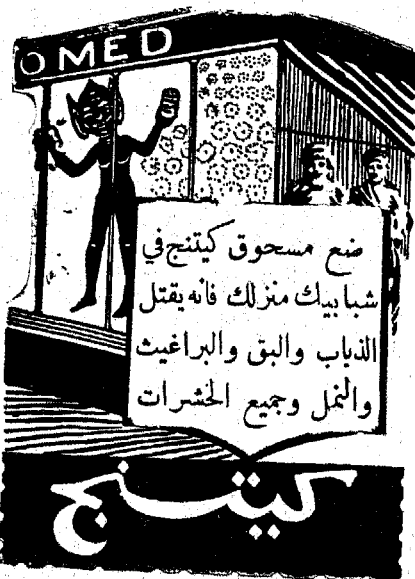 OMED
ضع مسحوق كيتنج في
شبابيك منزلك فانه يقتل
الذباب والبق والبراغيث
والنمل وجميع الحشرات
كيتنج